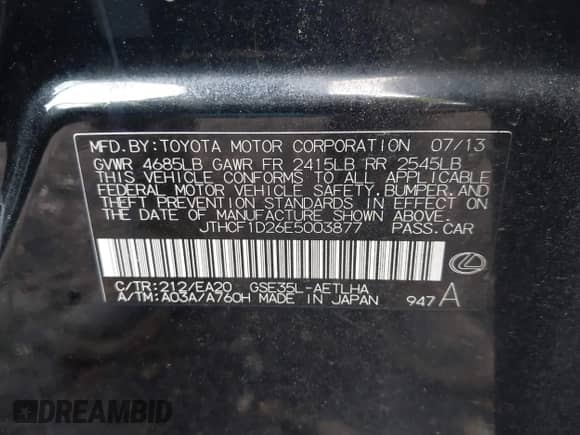 MFD.BY:TOYOTA MOTOR CORPORATION 07/13
GVWR 4685LB GAWR FR 2415LB RR 2545LB
THIS VEHICLE CONFORMS TO ALL APPLICABLE
FEDERAL MOTOR VEHICLE SAFETY, BUMPER, AND
THEFT PREVENTION STANDARDS IN EFFECT ON
THE DATE OF MANUFACTURE SHOWN ABOVE.
JTHCF1D26E5003877 PASS.CAR
C/TR:212/EA20 GSE35L-AETLHA
A/TM:A03A/A760H MADE IN JAPAN 947 A
DREAMBID